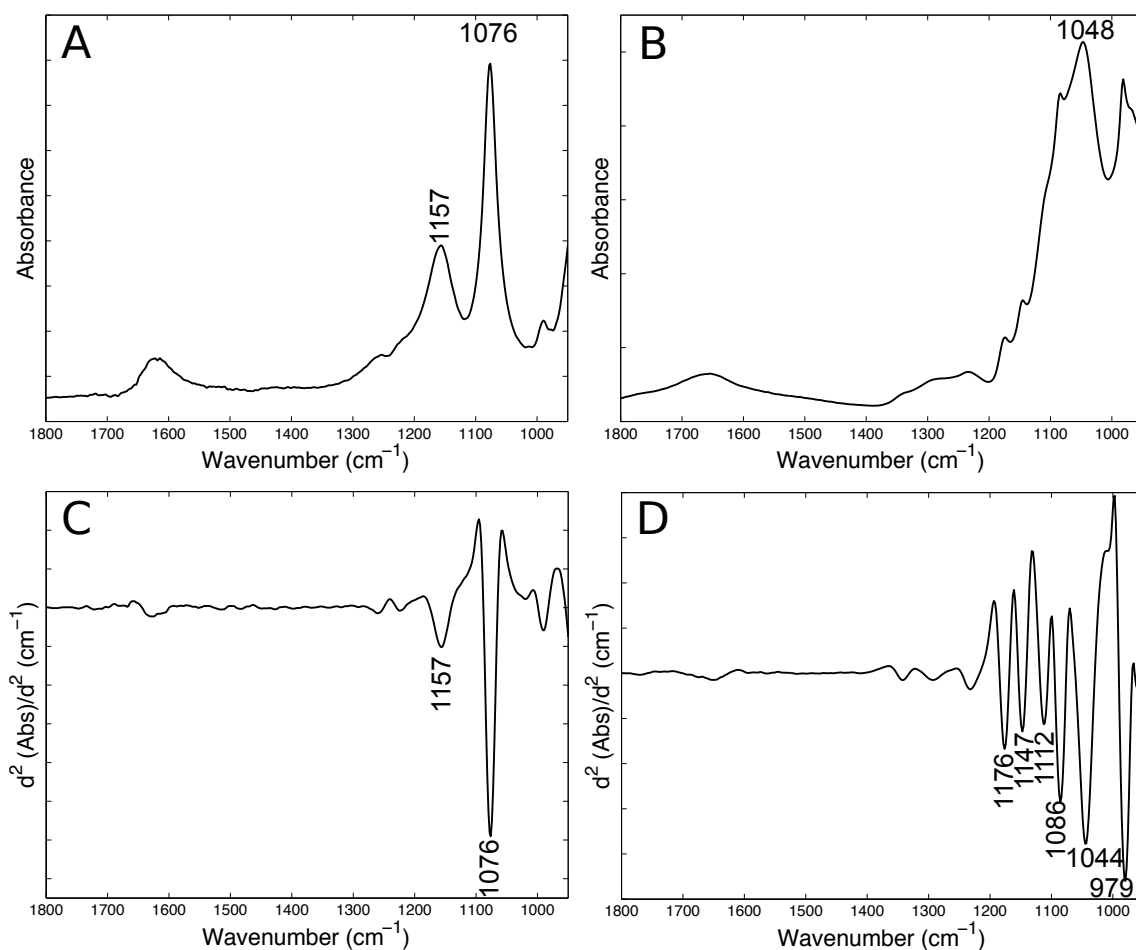 A
1076
1157
Absorbance
1800 1700 1600 1500 1400 1300 1200 1100 1000
Wavenumber (cm⁻¹)
B
1048
Absorbance
1800 1700 1600 1500 1400 1300 1200 1100 1000
Wavenumber (cm⁻¹)
C
1157
1076
d² (Abs)/d² (cm⁻¹)
1800 1700 1600 1500 1400 1300 1200 1100 1000
Wavenumber (cm⁻¹)
D
1176
1147
1112
1086
1044
979
d² (Abs)/d² (cm⁻¹)
1800 1700 1600 1500 1400 1300 1200 1100 1000
Wavenumber (cm⁻¹)